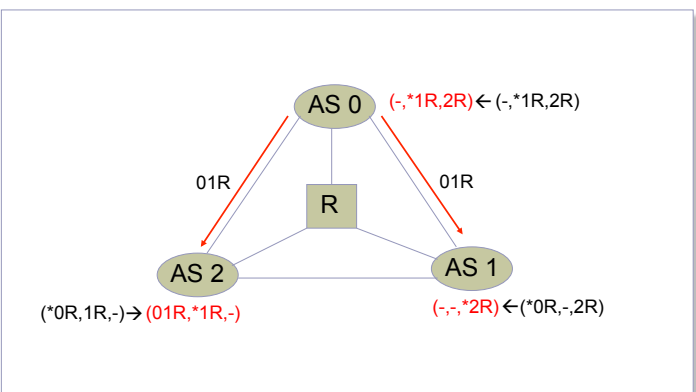 AS 0
(-,*1R,2R) ← (-,*1R,2R)
01R
01R
R
AS 2
AS 1
(*0R,1R,-) → (01R,*1R,-)
(-,-,*2R) ← (*0R,-,2R)